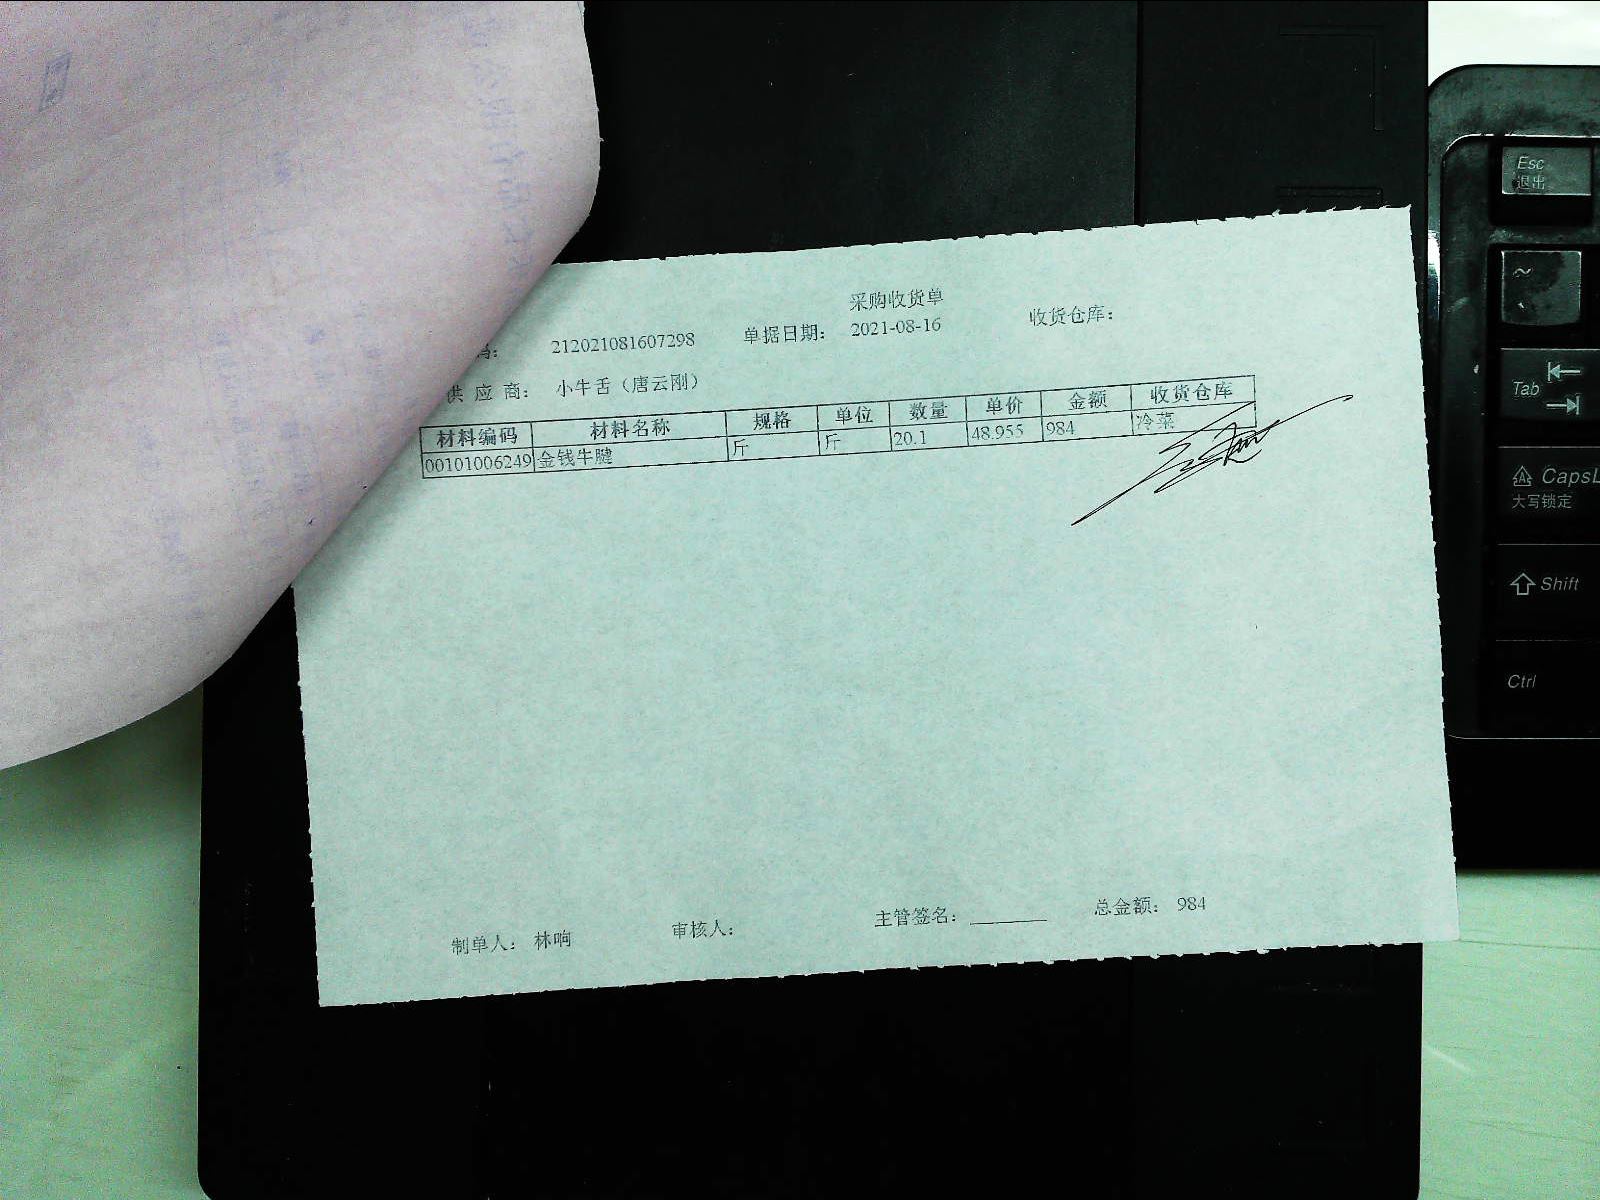 采购收货单
码: 212021081607298 单据日期: 2021-08-16 收货仓库:
供应商: 小牛舌（唐云刚）
材料编码 材料名称 规格 单位 数量 单价 金额 收货仓库
00101006249 金钱牛腱 斤 斤 20.1 48.955 984 冷菜
制单人: 林响 审核人: 主管签名: 总金额: 984
Esc
退出
~
、
Tab
CapsL
大写锁定
Shift
Ctrl